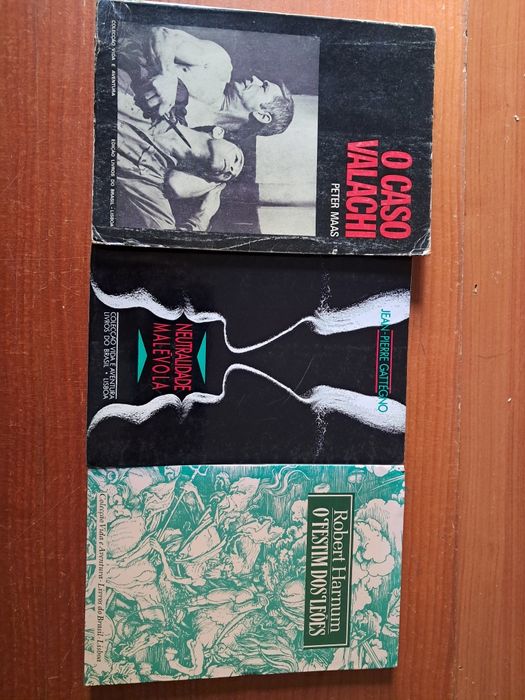 O CASO
VALACHI
PETER MAAS
COLECÇÃO VIDA E AVENTURA
EDIÇÃO LIVROS DO BRASIL - LISBOA
JEAN-PIERRE GATTEGNO
NEUTRALIDADE
MALÉVOLA
COLECÇÃO VIDA E AVENTURA
LIVROS DO BRASIL * LISBOA
Robert Harnum
O FESTIM DOS LEÕES
Colecção Vida e Aventura - Livros do Brasil. Lisboa